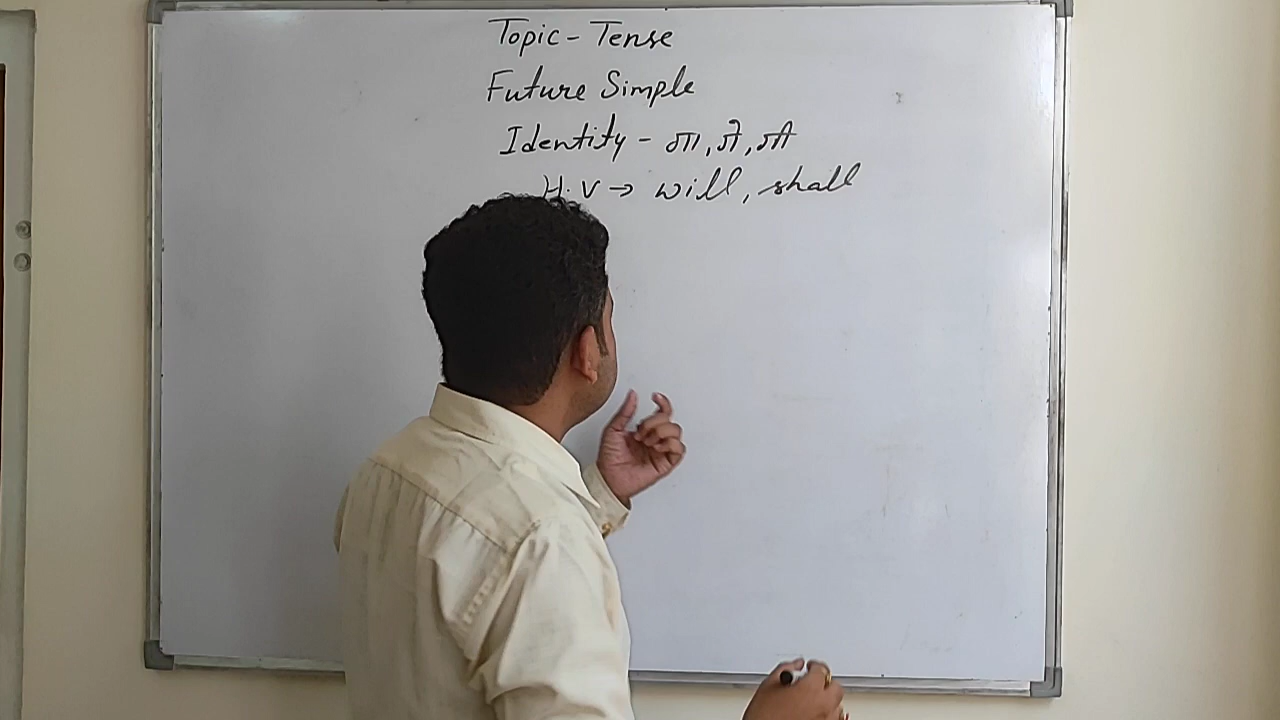 Topic - Tense
Future Simple
Identity - गा, गे, गी
H.V → will, shall